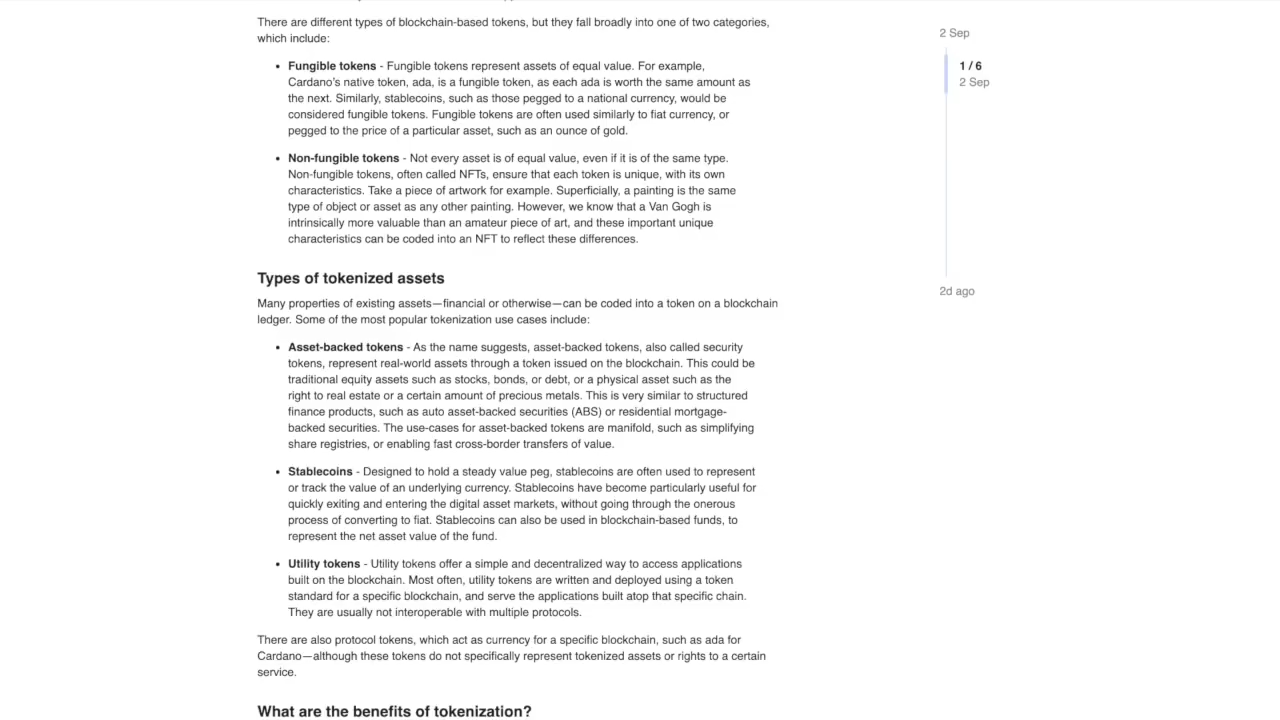 There are different types of blockchain-based tokens, but they fall broadly into one of two categories,
which include:
• Fungible tokens - Fungible tokens represent assets of equal value. For example,
Cardano's native token, ada, is a fungible token, as each ada is worth the same amount as
the next. Similarly, stablecoins, such as those pegged to a national currency, would be
considered fungible tokens. Fungible tokens are often used similarly to fiat currency, or
pegged to the price of a particular asset, such as an ounce of gold.
• Non-fungible tokens - Not every asset is of equal value, even if it is of the same type.
Non-fungible tokens, often called NFTs, ensure that each token is unique, with its own
characteristics. Take a piece of artwork for example. Superficially, a painting is the same
type of object or asset as any other painting. However, we know that a Van Gogh is
intrinsically more valuable than an amateur piece of art, and these important unique
characteristics can be coded into an NFT to reflect these differences.
Types of tokenized assets
Many properties of existing assets—financial or otherwise—can be coded into a token on a blockchain
ledger. Some of the most popular tokenization use cases include:
• Asset-backed tokens - As the name suggests, asset-backed tokens, also called security
tokens, represent real-world assets through a token issued on the blockchain. This could be
traditional equity assets such as stocks, bonds, or debt, or a physical asset such as the
right to real estate or a certain amount of precious metals. This is very similar to structured
finance products, such as auto asset-backed securities (ABS) or residential mortgage-
backed securities. The use-cases for asset-backed tokens are manifold, such as simplifying
share registries, or enabling fast cross-border transfers of value.
• Stablecoins - Designed to hold a steady value peg, stablecoins are often used to represent
or track the value of an underlying currency. Stablecoins have become particularly useful for
quickly exiting and entering the digital asset markets, without going through the onerous
process of converting to fiat. Stablecoins can also be used in blockchain-based funds, to
represent the net asset value of the fund.
• Utility tokens - Utility tokens offer a simple and decentralized way to access applications
built on the blockchain. Most often, utility tokens are written and deployed using a token
standard for a specific blockchain, and serve the applications built atop that specific chain.
They are usually not interoperable with multiple protocols.
There are also protocol tokens, which act as currency for a specific blockchain, such as ada for
Cardano—although these tokens do not specifically represent tokenized assets or rights to a certain
service.
What are the benefits of tokenization?
2 Sep
1 / 6
2 Sep
2d ago